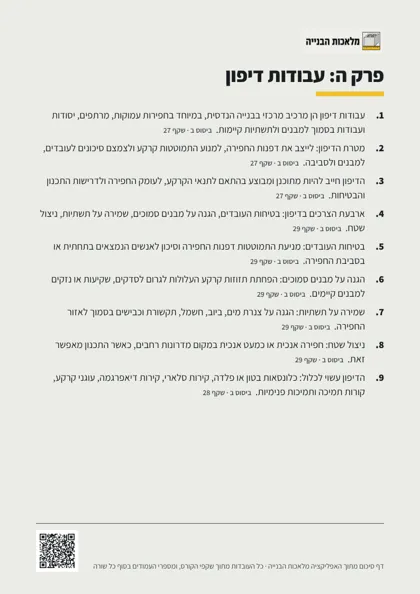 מלאכות הבנייה
פרק ה: עבודות דיפון
1. עבודות דיפון הן מרכיב מרכזי בבנייה הנדסית, במיוחד בחפירות עמוקות, מרתפים, יסודות
ועבודות בסמוך למבנים ולתשתיות קיימות. ביסוס ב · שקף 27
2. מטרת הדיפון: לייצב את דפנות החפירה, למנוע התמוטטות קרקע ולצמצם סיכונים לעובדים,
למבנים ולסביבה. ביסוס ב · שקף 27
3. הדיפון חייב להיות מתוכנן ומבוצע בהתאם לתנאי הקרקע, לעומק החפירה ולדרישות התכנון
והבטיחות. ביסוס ב · שקף 27
4. ארבעת הצרכים בדיפון: בטיחות העובדים, הגנה על מבנים סמוכים, שמירה על תשתיות, ניצול
שטח. ביסוס ב · שקף 29
5. בטיחות העובדים: מניעת התמוטטות דפנות החפירה וסיכון לאנשים הנמצאים בתחתית או
בסביבת החפירה. ביסוס ב · שקף 29
6. הגנה על מבנים סמוכים: הפחתת תזוזות קרקע העלולות לגרום לסדקים, שקיעות או נזקים
למבנים קיימים. ביסוס ב · שקף 29
7. שמירה על תשתיות: הגנה על צנרת מים, ביוב, חשמל, תקשורת וכבישים בסמוך לאזור
החפירה. ביסוס ב · שקף 29
8. ניצול שטח: חפירה אנכית או כמעט אנכית במקום מדרונות רחבים, כאשר התכנון מאפשר
זאת. ביסוס ב · שקף 29
9. הדיפון עשוי לכלול: כלונסאות בטון או פלדה, קירות סלארי, קירות דיאפרגמה, עוגני קרקע,
קורות תמיכה ותמיכות פנימיות. ביסוס ב · שקף 28
דף סיכום מתוך האפליקציה מלאכות הבנייה · כל העובדות מתוך שקפי הקורס, ומספרי העמודים בסוף כל שורה